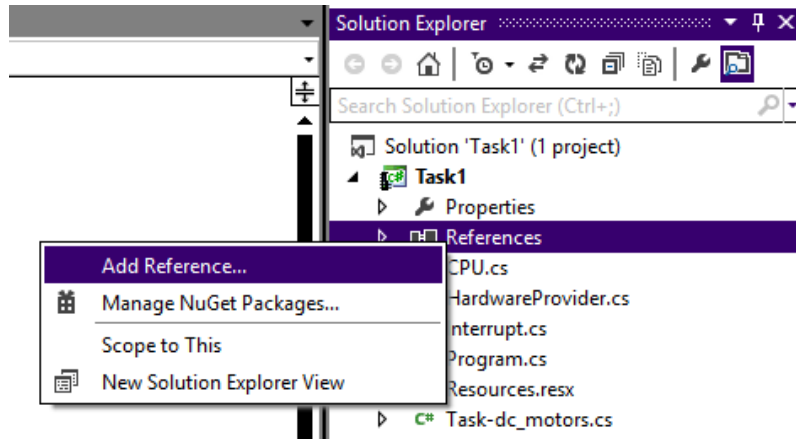 Solution Explorer
Search Solution Explorer (Ctrl+;)
Solution 'Task1' (1 project)
C# Task1
Properties
References
Add Reference...
CPU.cs
Manage NuGet Packages...
HardwareProvider.cs
Interrupt.cs
Scope to This
Program.cs
New Solution Explorer View
Resources.resx
C# Task-dc_motors.cs